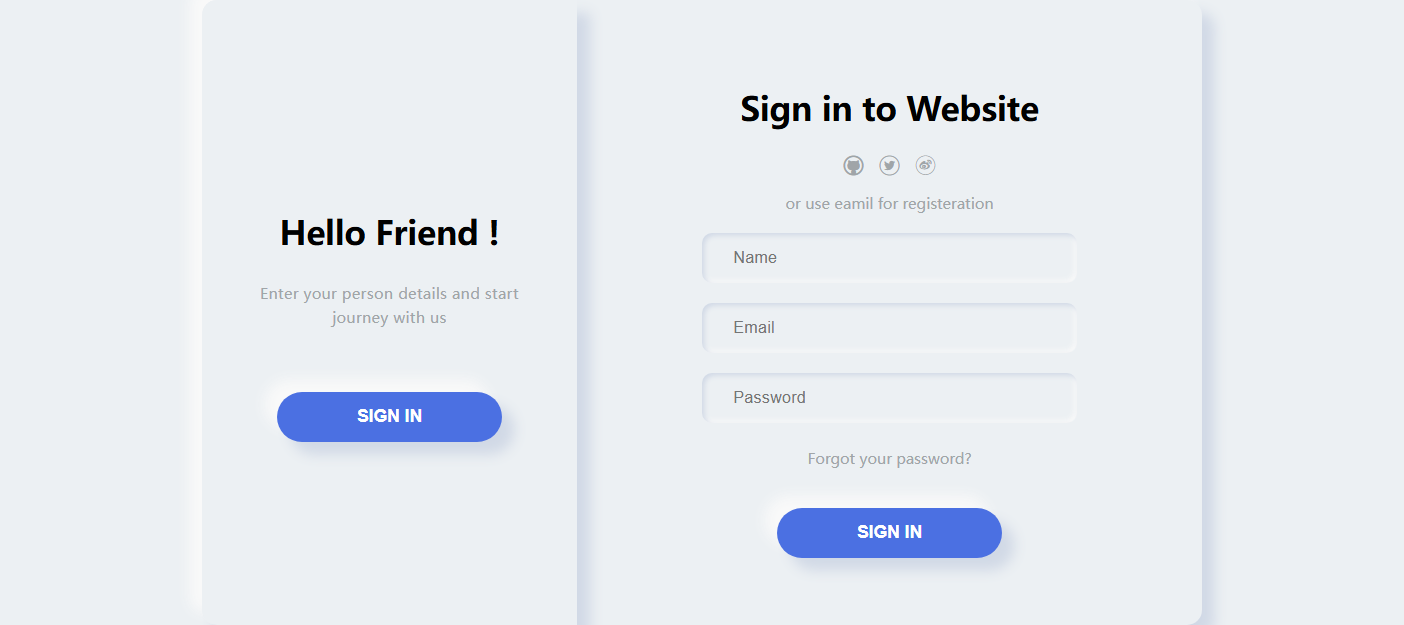 Hello Friend !
Enter your person details and start
journey with us
SIGN IN
Sign in to Website
or use eamil for registeration
Name
Email
Password
Forgot your password?
SIGN IN